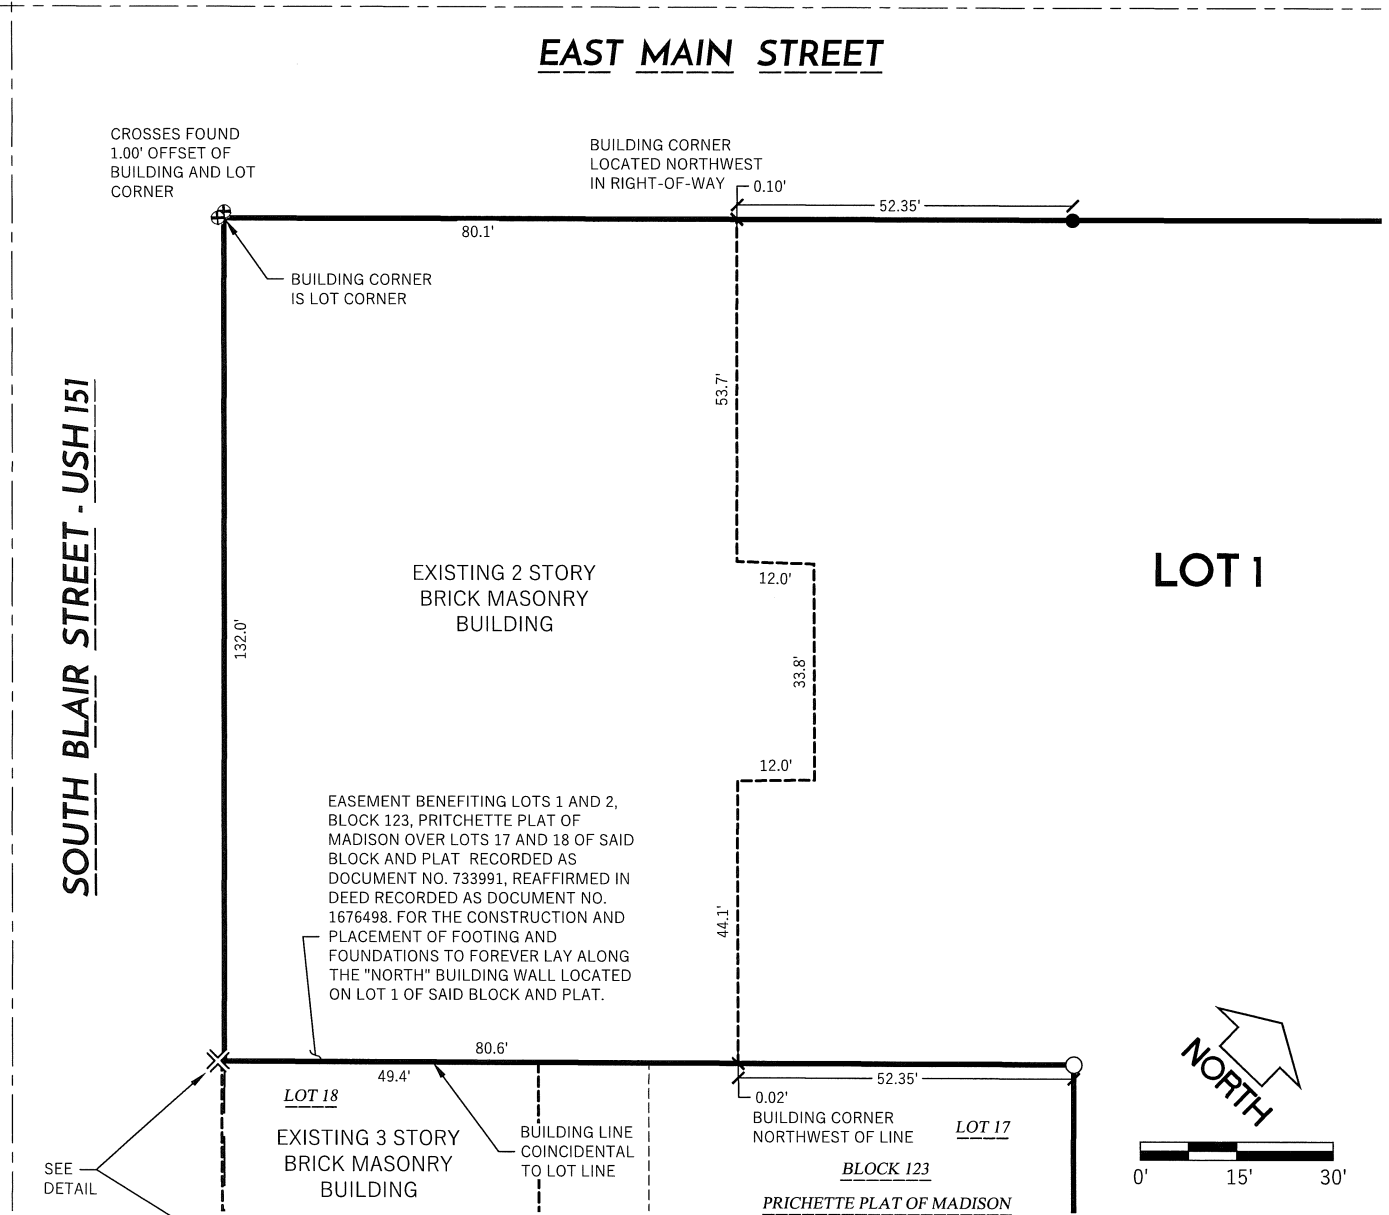 EAST MAIN STREET
CROSSES FOUND
1.00' OFFSET OF
BUILDING AND LOT
CORNER
BUILDING CORNER
LOCATED NORTHWEST
IN RIGHT-OF-WAY
0.10'
52.35'
80.1'
BUILDING CORNER
IS LOT CORNER
SOUTH BLAIR STREET - USH 151
53.7'
132.0'
EXISTING 2 STORY
BRICK MASONRY
BUILDING
12.0'
33.8'
12.0'
LOT 1
EASEMENT BENEFITING LOTS 1 AND 2,
BLOCK 123, PRITCHETTE PLAT OF
MADISON OVER LOTS 17 AND 18 OF SAID
BLOCK AND PLAT RECORDED AS
DOCUMENT NO. 733991, REAFFIRMED IN
DEED RECORDED AS DOCUMENT NO.
1676498. FOR THE CONSTRUCTION AND
PLACEMENT OF FOOTING AND
FOUNDATIONS TO FOREVER LAY ALONG
THE "NORTH" BUILDING WALL LOCATED
ON LOT 1 OF SAID BLOCK AND PLAT.
44.1'
80.6'
49.4'
52.35'
0.02'
BUILDING CORNER
NORTHWEST OF LINE
LOT 18
EXISTING 3 STORY
BRICK MASONRY
BUILDING
BUILDING LINE
COINCIDENTAL
TO LOT LINE
LOT 17
BLOCK 123
PRICHETTE PLAT OF MADISON
SEE
DETAIL
NORTH
0' 15' 30'